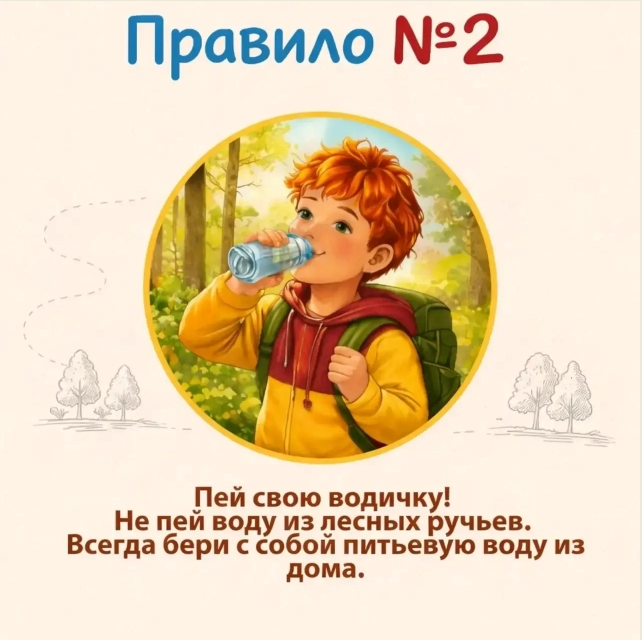 Правило №2
Пей свою водичку!
Не пей воду из лесных ручьев.
Всегда бери с собой питьевую воду из
дома.